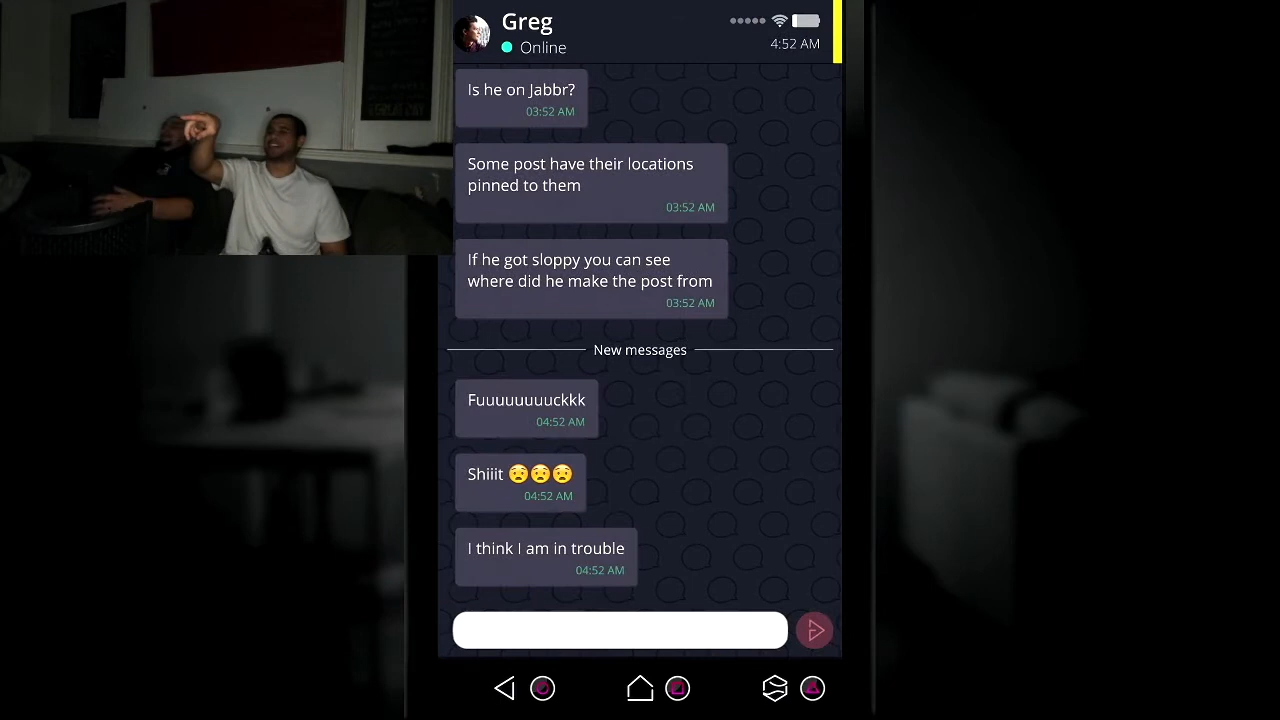 Greg
Online
4:52 AM
Is he on Jabbr?
03:52 AM
Some post have their locations
pinned to them
03:52 AM
If he got sloppy you can see
where did he make the post from
03:52 AM
New messages
Fuuuuuuuuckkk
04:52 AM
Shiiit 😟😟😟
04:52 AM
I think I am in trouble
04:52 AM